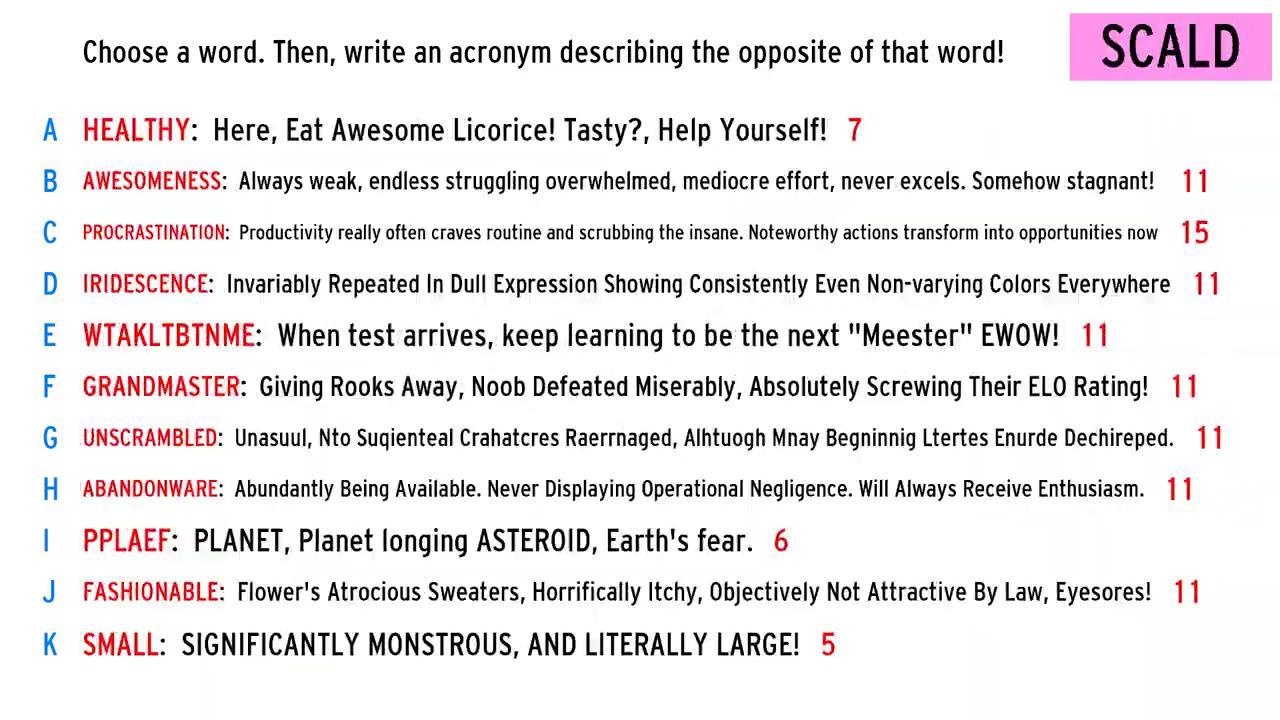 Choose a word. Then, write an acronym describing the opposite of that word!
SCALD
A HEALTHY: Here, Eat Awesome Licorice! Tasty?, Help Yourself! 7
B AWESOMENESS: Always weak, endless struggling overwhelmed, mediocre effort, never excels. Somehow stagnant! 11
C PROCRASTINATION: Productivity really often craves routine and scrubbing the insane. Noteworthy actions transform into opportunities now 15
D IRIDESCENCE: Invariably Repeated In Dull Expression Showing Consistently Even Non-varying Colors Everywhere 11
E WTAKLTBTNME: When test arrives, keep learning to be the next "Meester" EWOW! 11
F GRANDMASTER: Giving Rooks Away, Noob Defeated Miserably, Absolutely Screwing Their ELO Rating! 11
G UNSCRAMBLED: Unasuul, Nto Suqienteal Crahatcres Raerrnaged, Alhtuogh Mnay Begninnig Ltertes Enurde Dechireped. 11
H ABANDONWARE: Abundantly Being Available. Never Displaying Operational Negligence. Will Always Receive Enthusiasm. 11
I PPLAEF: PLANET, Planet longing ASTEROID, Earth's fear. 6
J FASHIONABLE: Flower's Atrocious Sweaters, Horrifically Itchy, Objectively Not Attractive By Law, Eyesores! 11
K SMALL: SIGNIFICANTLY MONSTROUS, AND LITERALLY LARGE! 5